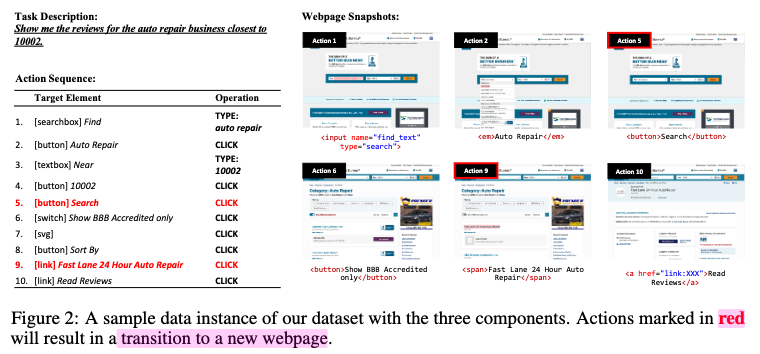 Task Description:
Show me the reviews for the auto repair business closest to
10002.
Action Sequence:
Target Element Operation
1. [searchbox] Find TYPE:
auto repair
2. [button] Auto Repair CLICK
3. [textbox] Near TYPE:
10002
4. [button] 10002 CLICK
5. [button] Search CLICK
6. [switch] Show BBB Accredited only CLICK
7. [svg] CLICK
8. [button] Sort By CLICK
9. [link] Fast Lane 24 Hour Auto Repair CLICK
10. [link] Read Reviews CLICK
Webpage Snapshots:
Action 1
Action 2
Action 5
<input name="find_text"
type="search">
<em>Auto Repair</em>
<button>Search</button>
Action 6
Category: Auto Repair
Action 9
Category: Auto Repair
Action 10
<button>Show BBB Accredited
only</button>
<span>Fast Lane 24 Hour Auto
Repair</span>
<a href="link:XXX">Read
Reviews</a>
Figure 2: A sample data instance of our dataset with the three components. Actions marked in red
will result in a transition to a new webpage.